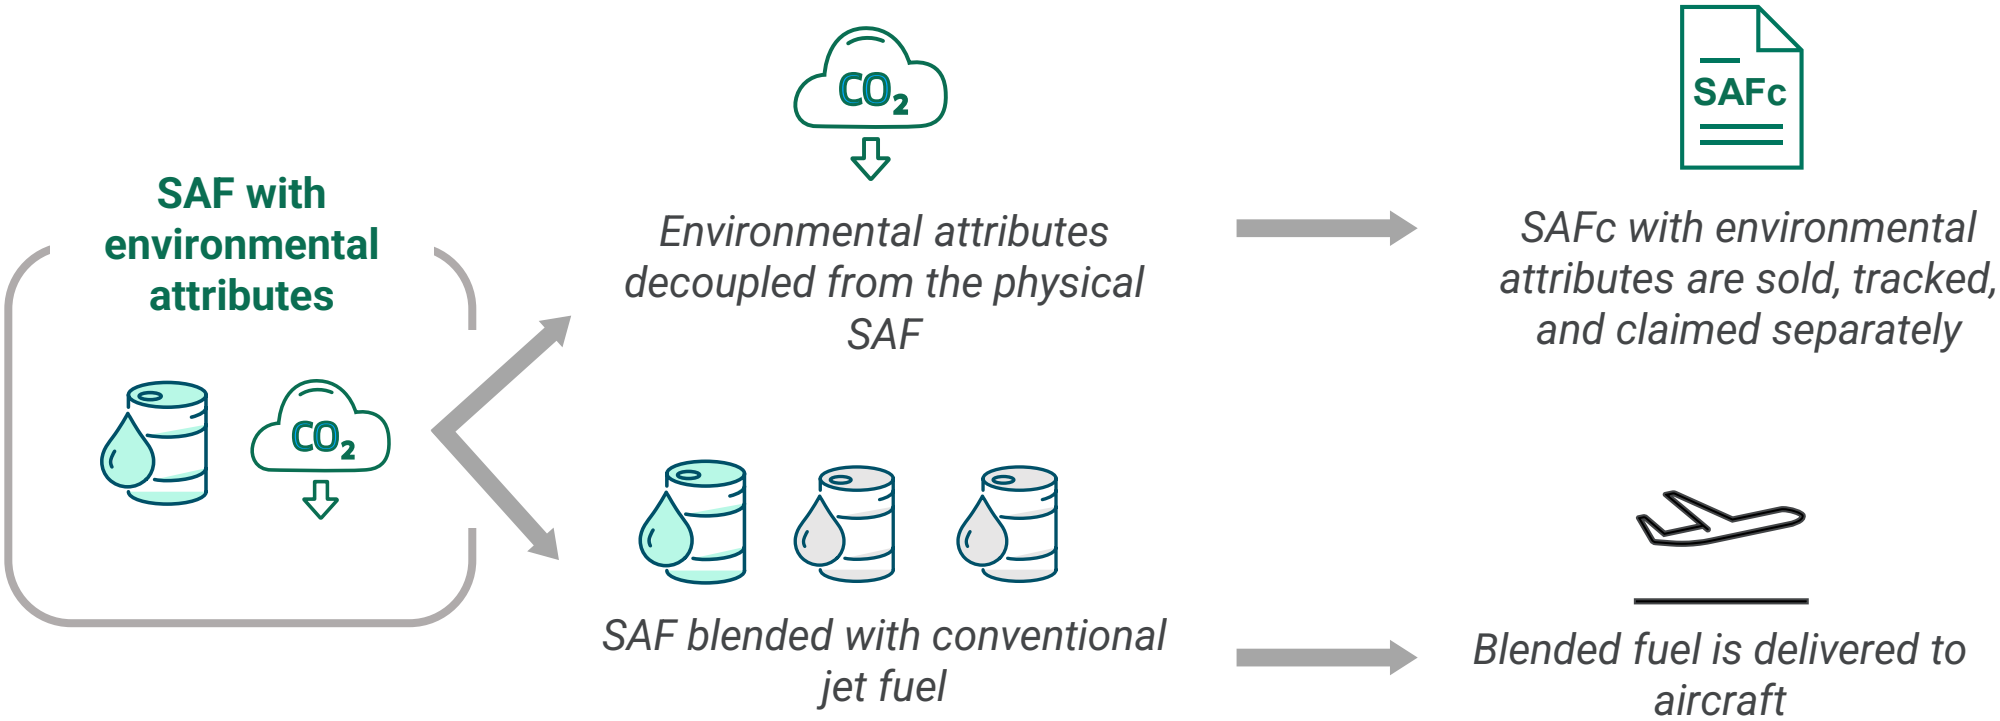 SAF with
environmental
attributes
CO₂
CO₂
Environmental attributes
decoupled from the physical
SAF
SAFc
SAFc with environmental
attributes are sold, tracked,
and claimed separately
SAF blended with conventional
jet fuel
Blended fuel is delivered to
aircraft